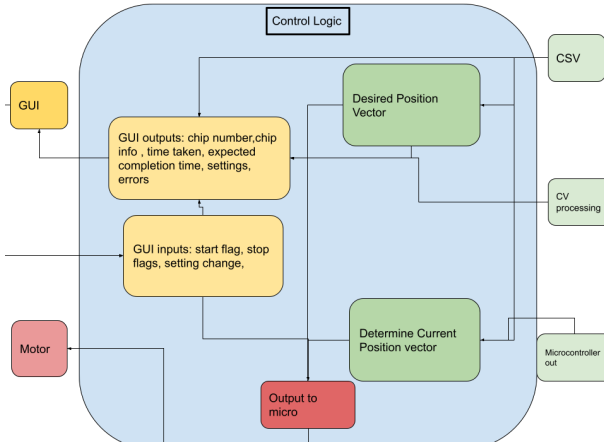 Control Logic
CSV
GUI
Desired Position
Vector
GUI outputs: chip number,chip
info , time taken, expected
completion time, settings,
errors
CV
processing
GUI inputs: start flag, stop
flags, setting change,
Determine Current
Position vector
Motor
Microcontroller
out
Output to
micro